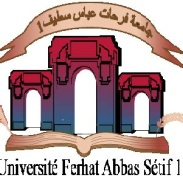 جامعة فرحات عباس سطيف 1
Université Ferhat Abbas Sétif 1